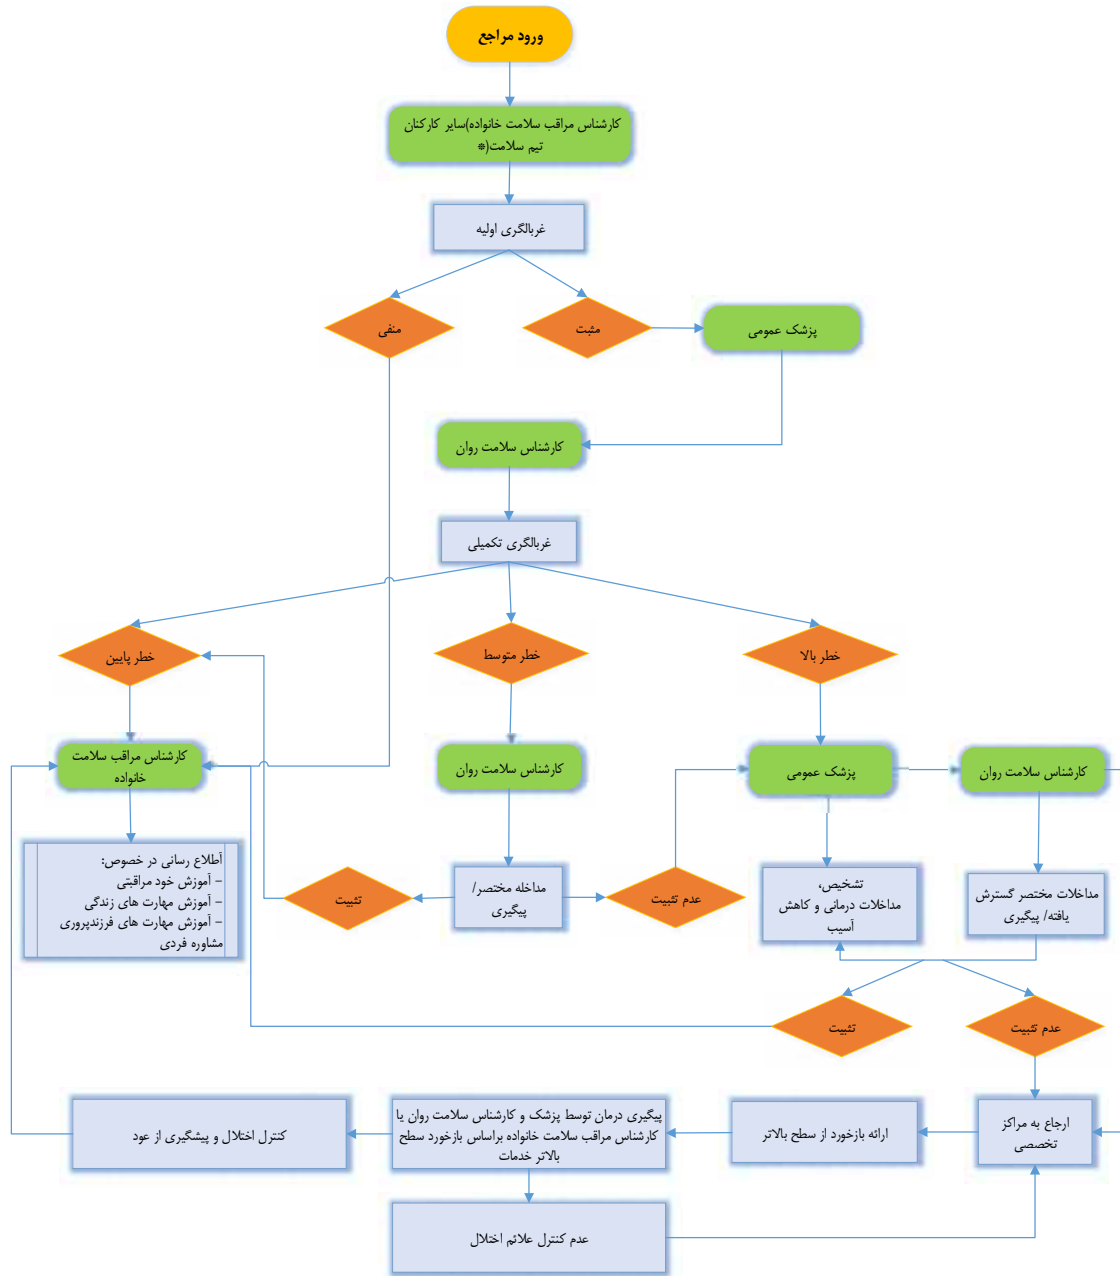 ورود مراجع
کارشناس مراقب سلامت خانواده)سایر کارکنان
تیم سلامت(*
غربالگری اولیه
منفی
مثبت
پزشک عمومی
کارشناس سلامت روان
غربالگری تکمیلی
خطر بالا
خطر متوسط
خطر پایین
کارشناس سلامت روان
پزشک عمومی
کارشناس سلامت روان
کارشناس مراقب سلامت
خانواده
آطلاع رسانی در خصوص:
- آموزش خود مراقبتی
- آموزش مهارت های زندگی
- آموزش مهارت های فرزندپروری
مشاوره فردی
تثبیت
مداخله مختصر/
پیگیری
عدم تثبیت
تشخیص،
مداخلات درمانی و کاهش
آسیب
مداخلات مختصر گسترش
یافته/ پیگیری
تثبیت
عدم تثبیت
ارجاع به مراکز
تخصصی
ارائه بازخورد از سطح بالاتر
پیگیری درمان توسط پزشک و کارشناس سلامت روان یا
کارشناس مراقب سلامت خانواده براساس بازخورد سطح
بالاتر خدمات
کنترل اختلال و پیشگیری از عود
عدم کنترل علائم اختلال